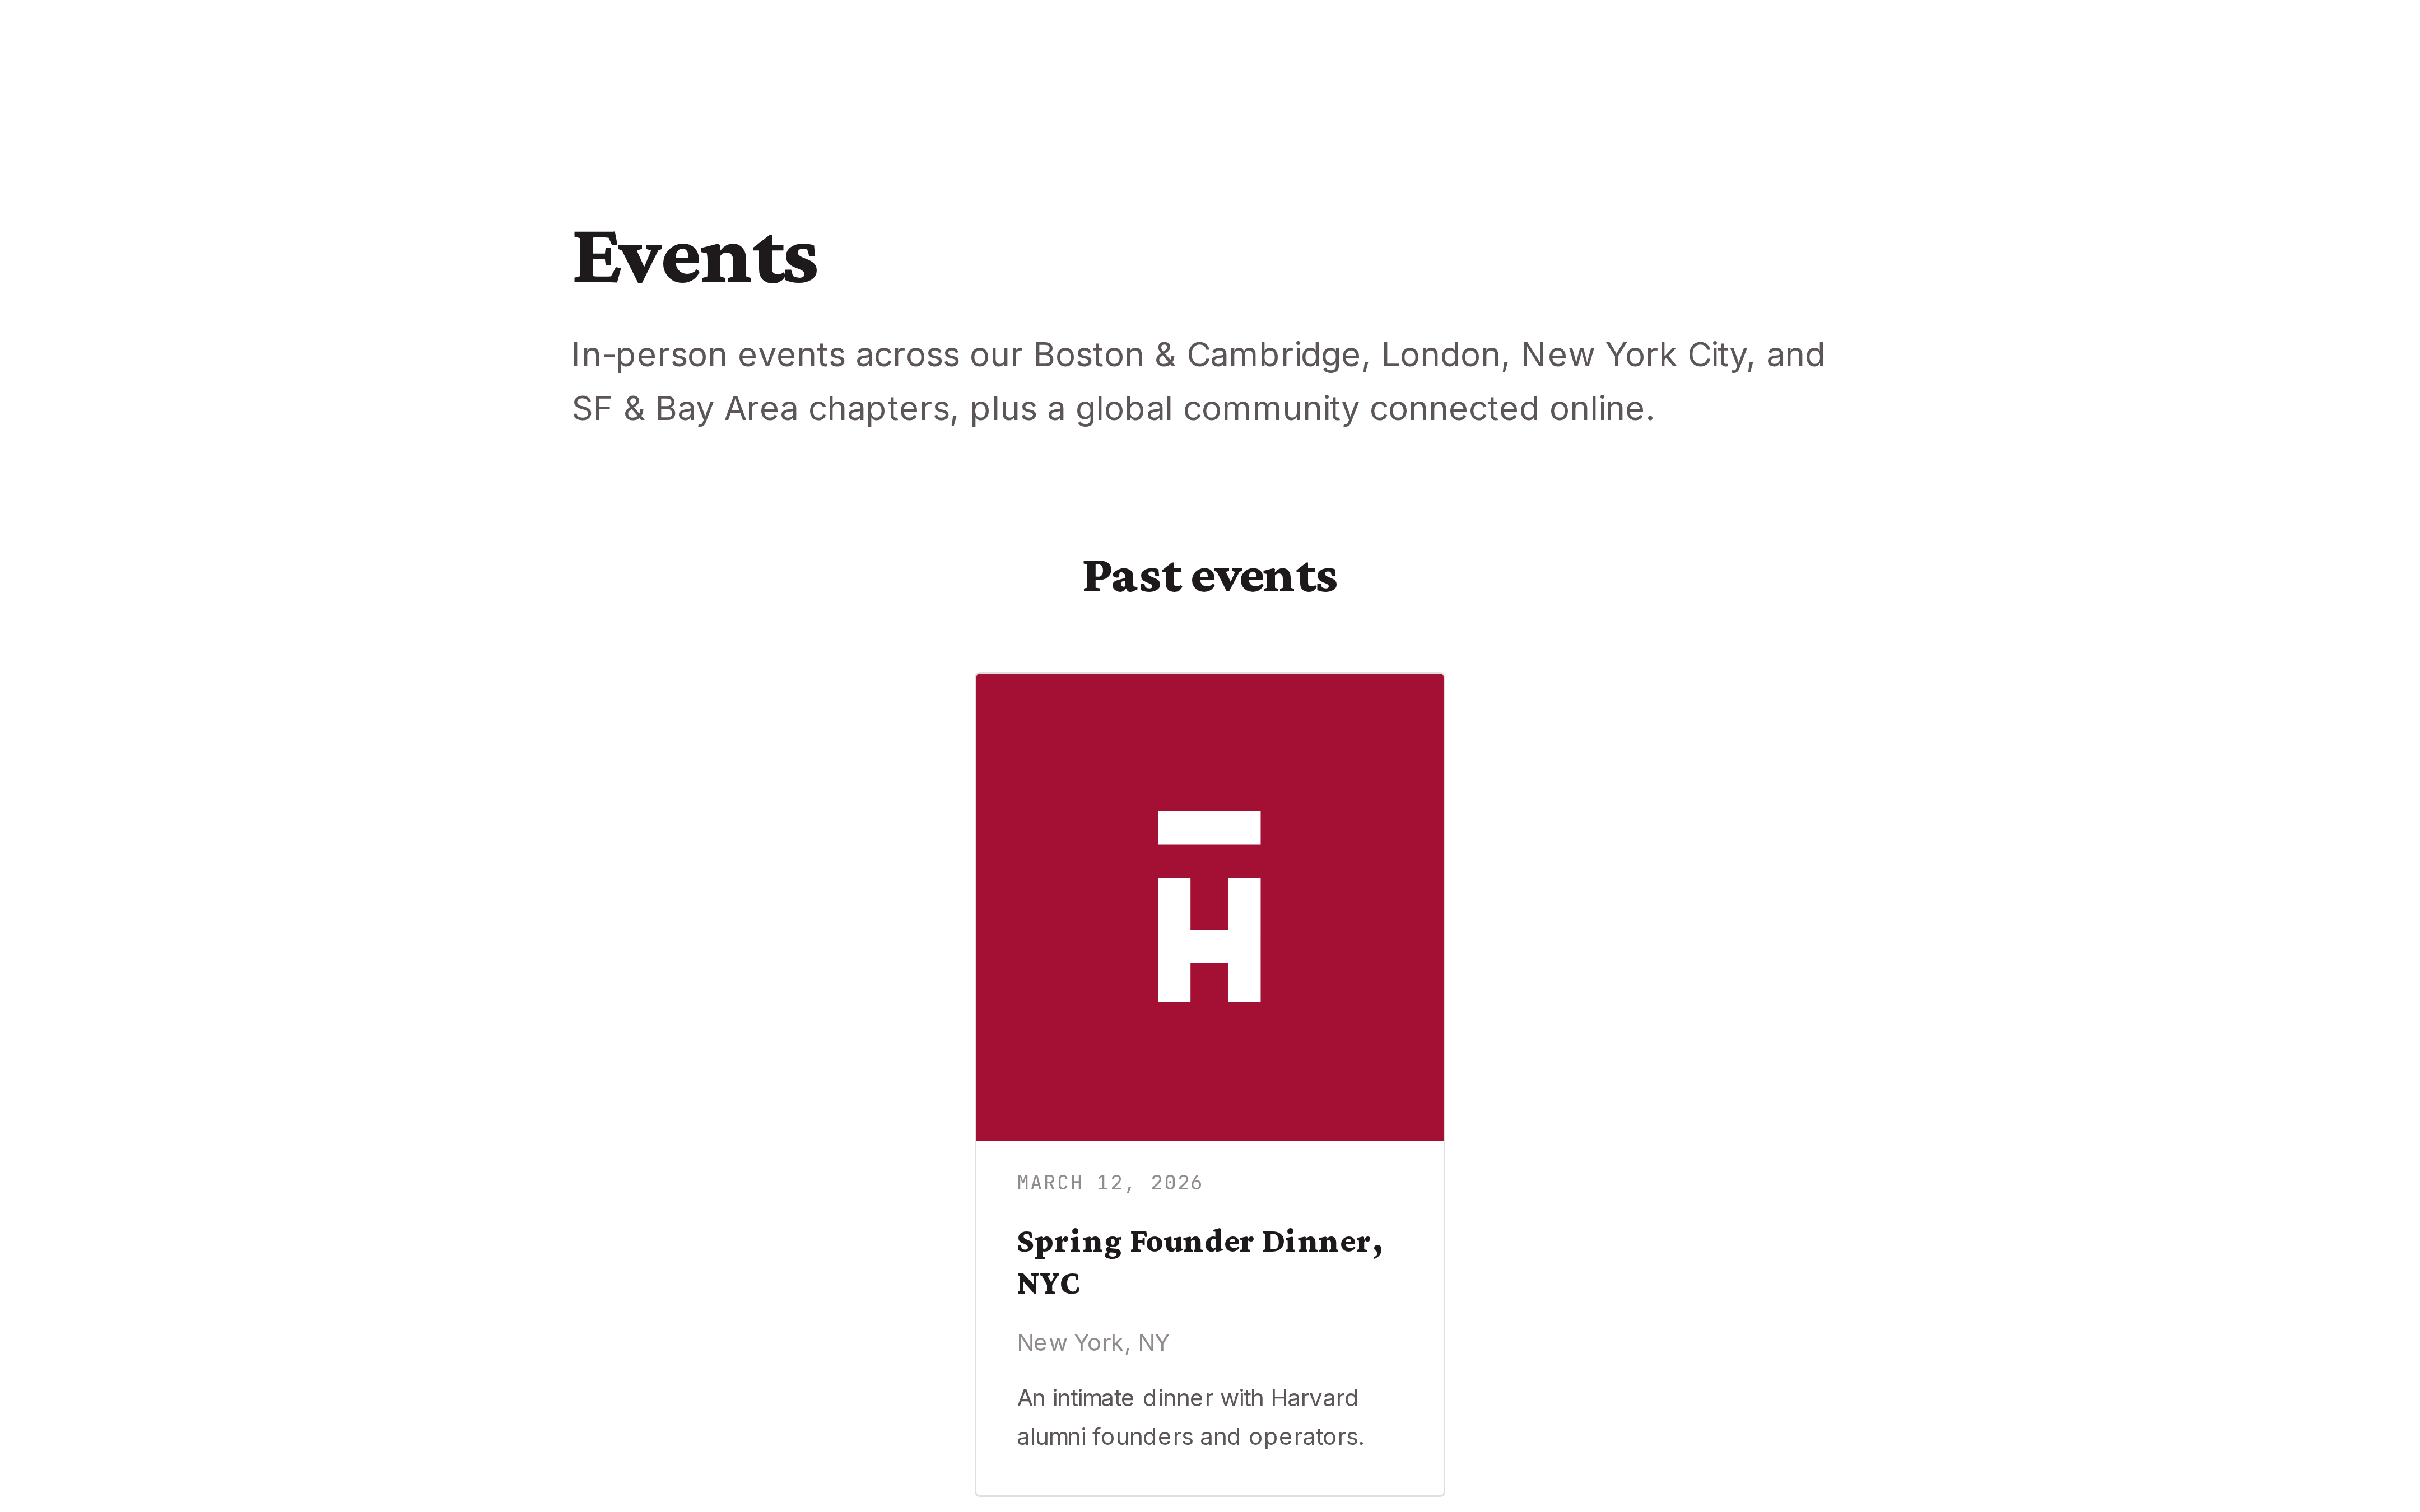 Events
In-person events across our Boston & Cambridge, London, New York City, and
SF & Bay Area chapters, plus a global community connected online.
Past events
H
MARCH 12, 2026
Spring Founder Dinner,
NYC
New York, NY
An intimate dinner with Harvard
alumni founders and operators.